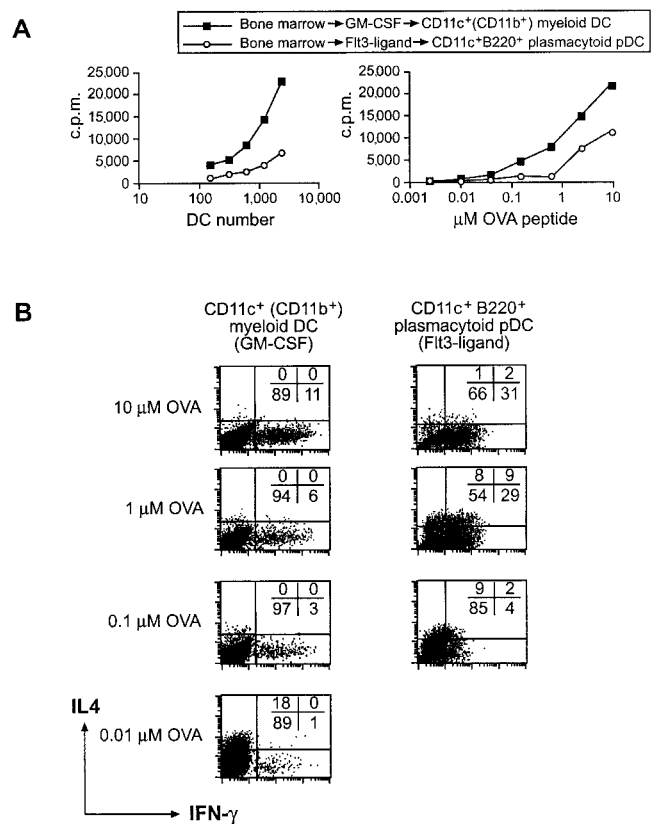 A
Bone marrow → GM-CSF → CD11c⁺(CD11b⁺) myeloid DC
Bone marrow → Flt3-ligand → CD11c⁺B220⁺ plasmacytoid pDC
25,000
20,000
15,000
10,000
5,000
0
c.p.m.
10 100 1,000 10,000
DC number
25,000
20,000
15,000
10,000
5,000
0
c.p.m.
0.001 0.01 0.1 1 10
µM OVA peptide
B
CD11c⁺ (CD11b⁺)
myeloid DC
(GM-CSF)
CD11c⁺ B220⁺
plasmacytoid pDC
(Flt3-ligand)
10 µM OVA
0 0
89 11
1 2
66 31
1 µM OVA
0 0
94 6
8 9
54 29
0.1 µM OVA
0 0
97 3
9 2
85 4
0.01 µM OVA
18 0
89 1
IL4
IFN-γ